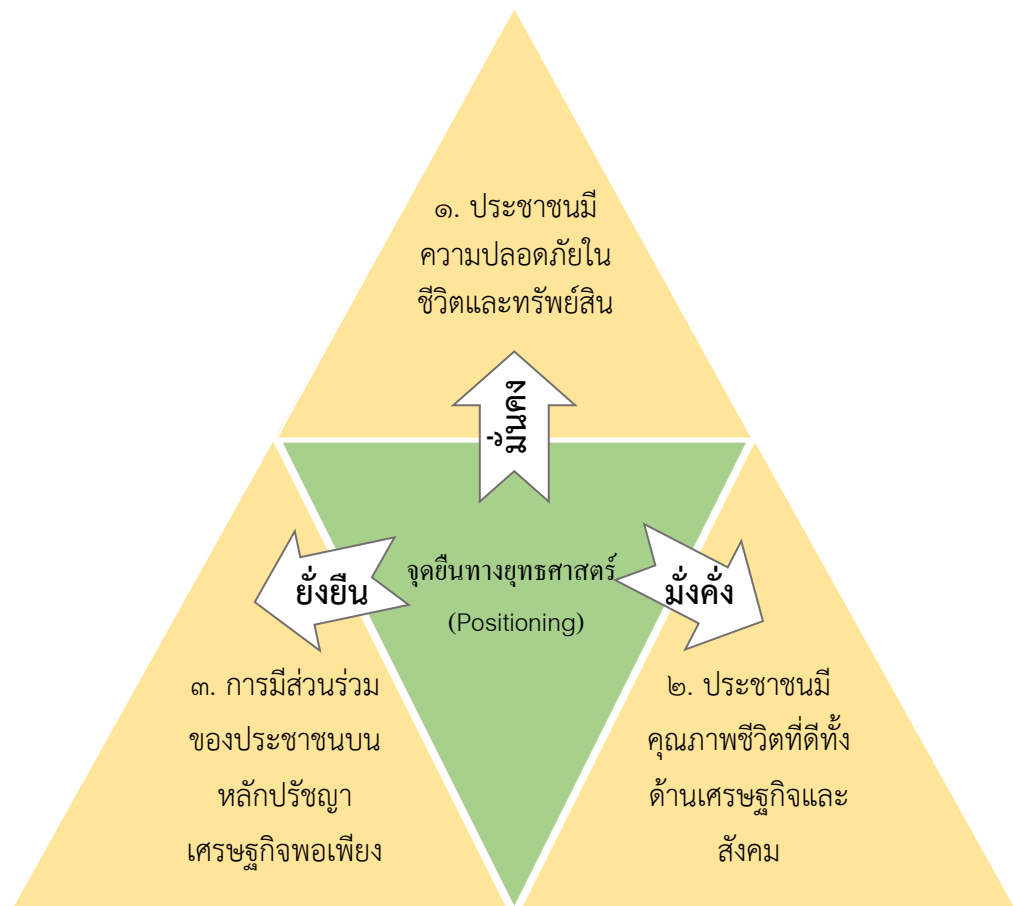 ๑. ประชาชนมี
ความปลอดภัยใน
ชีวิตและทรัพย์สิน
มั่นคง
จุดยืนทางยุทธศาสตร์
(Positioning)
ยั่งยืน
มั่งคั่ง
๓. การมีส่วนร่วม
ของประชาชนบน
หลักปรัชญา
เศรษฐกิจพอเพียง
๒. ประชาชนมี
คุณภาพชีวิตที่ดีทั้ง
ด้านเศรษฐกิจและ
สังคม